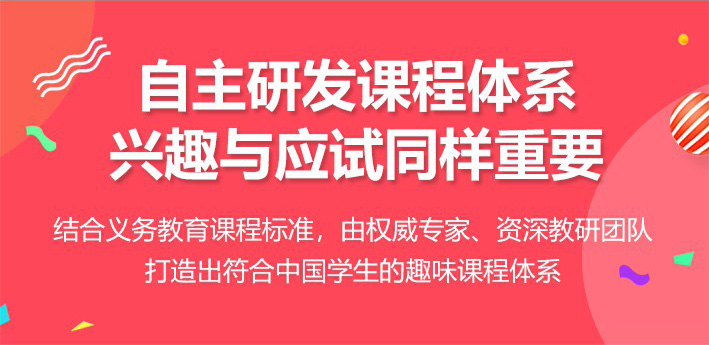 自主研发课程体系
兴趣与应试同样重要
结合义务教育课程标准，由权威专家、资深教研团队
打造出符合中国学生的趣味课程体系